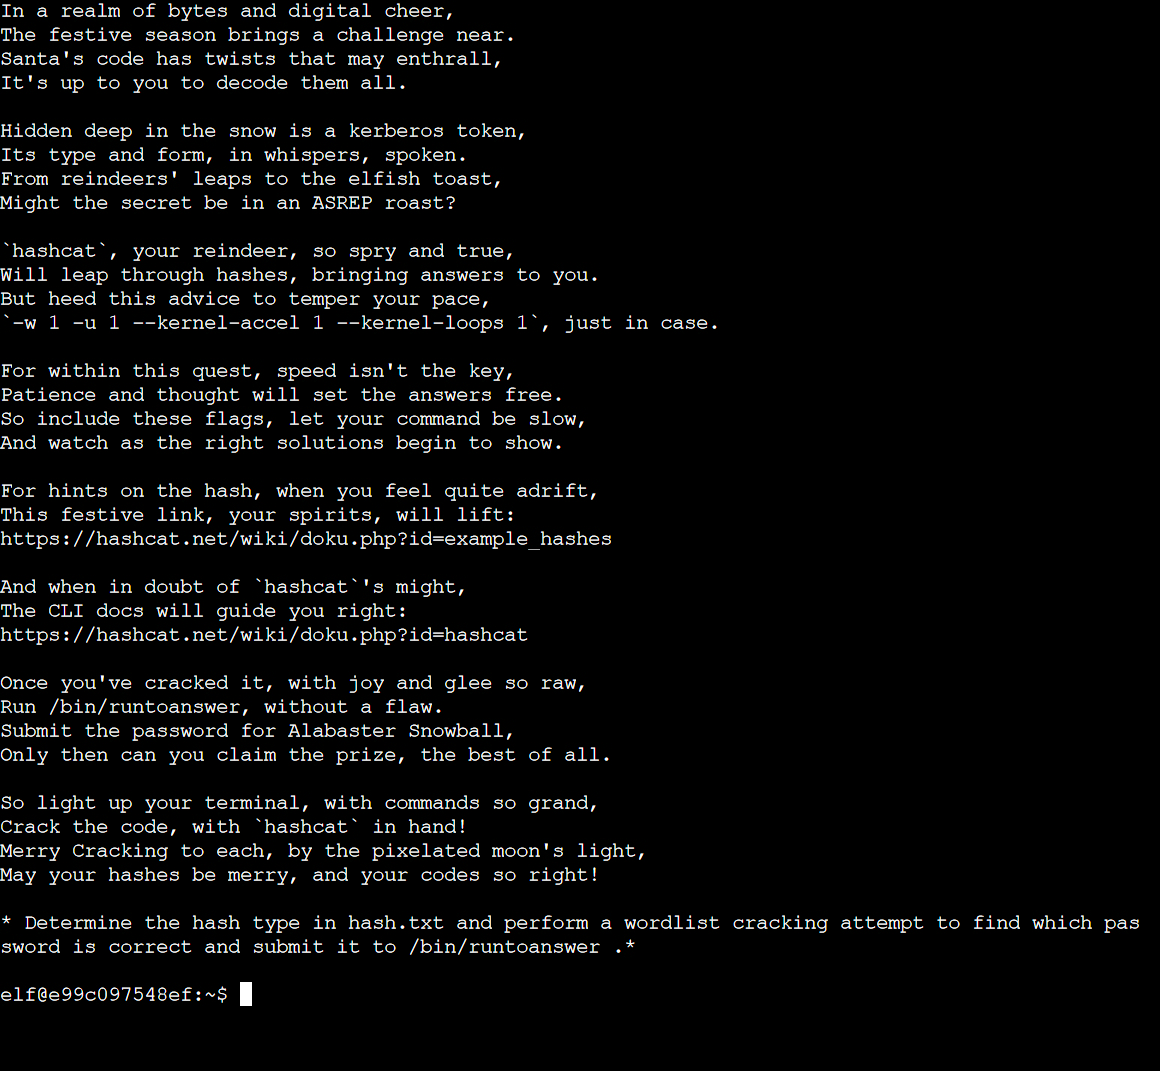 In a realm of bytes and digital cheer,
The festive season brings a challenge near.
Santa's code has twists that may enthrall,
It's up to you to decode them all.

Hidden deep in the snow is a kerberos token,
Its type and form, in whispers, spoken.
From reindeers' leaps to the elfish toast,
Might the secret be in an ASREP roast?

`hashcat`, your reindeer, so spry and true,
Will leap through hashes, bringing answers to you.
But heed this advice to temper your pace,
`-w 1 -u 1 --kernel-accel 1 --kernel-loops 1`, just in case.

For within this quest, speed isn't the key,
Patience and thought will set the answers free.
So include these flags, let your command be slow,
And watch as the right solutions begin to show.

For hints on the hash, when you feel quite adrift,
This festive link, your spirits, will lift:
https://hashcat.net/wiki/doku.php?id=example_hashes

And when in doubt of `hashcat`'s might,
The CLI docs will guide you right:
https://hashcat.net/wiki/doku.php?id=hashcat

Once you've cracked it, with joy and glee so raw,
Run /bin/runtoanswer, without a flaw.
Submit the password for Alabaster Snowball,
Only then can you claim the prize, the best of all.

So light up your terminal, with commands so grand,
Crack the code, with `hashcat` in hand!
Merry Cracking to each, by the pixelated moon's light,
May your hashes be merry, and your codes so right!

* Determine the hash type in hash.txt and perform a wordlist cracking attempt to find which pas
sword is correct and submit it to /bin/runtoanswer .*

elf@e99c097548ef:~$